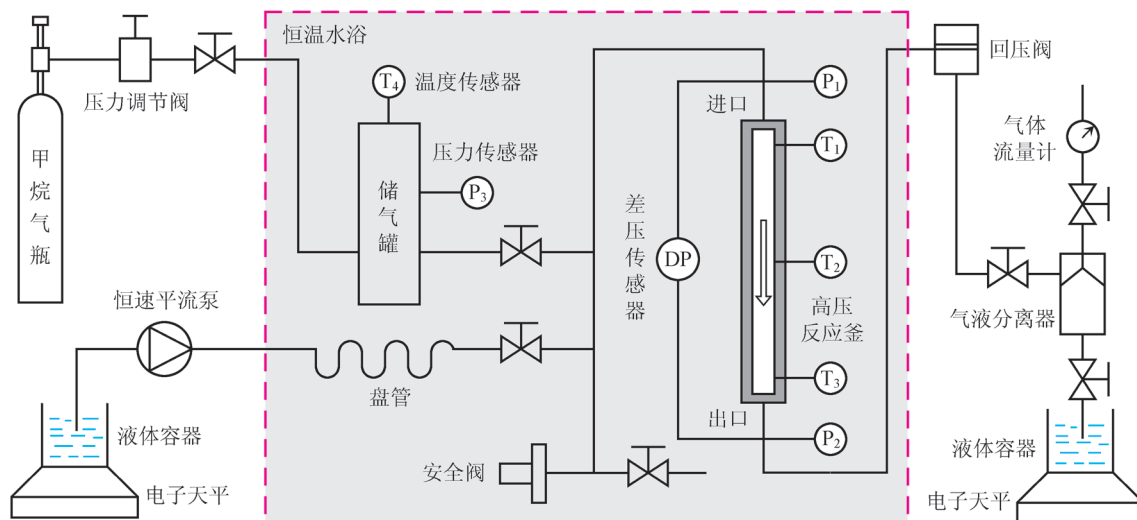 恒温水浴
T4
温度传感器
压力调节阀
甲烷气瓶
压力传感器
P3
储气罐
恒速平流泵
盘管
液体容器
电子天平
安全阀
差压传感器
DP
进口
P1
T1
T2
高压
反应釜
T3
出口
P2
回压阀
气体
流量计
气液分离器
液体容器
电子天平